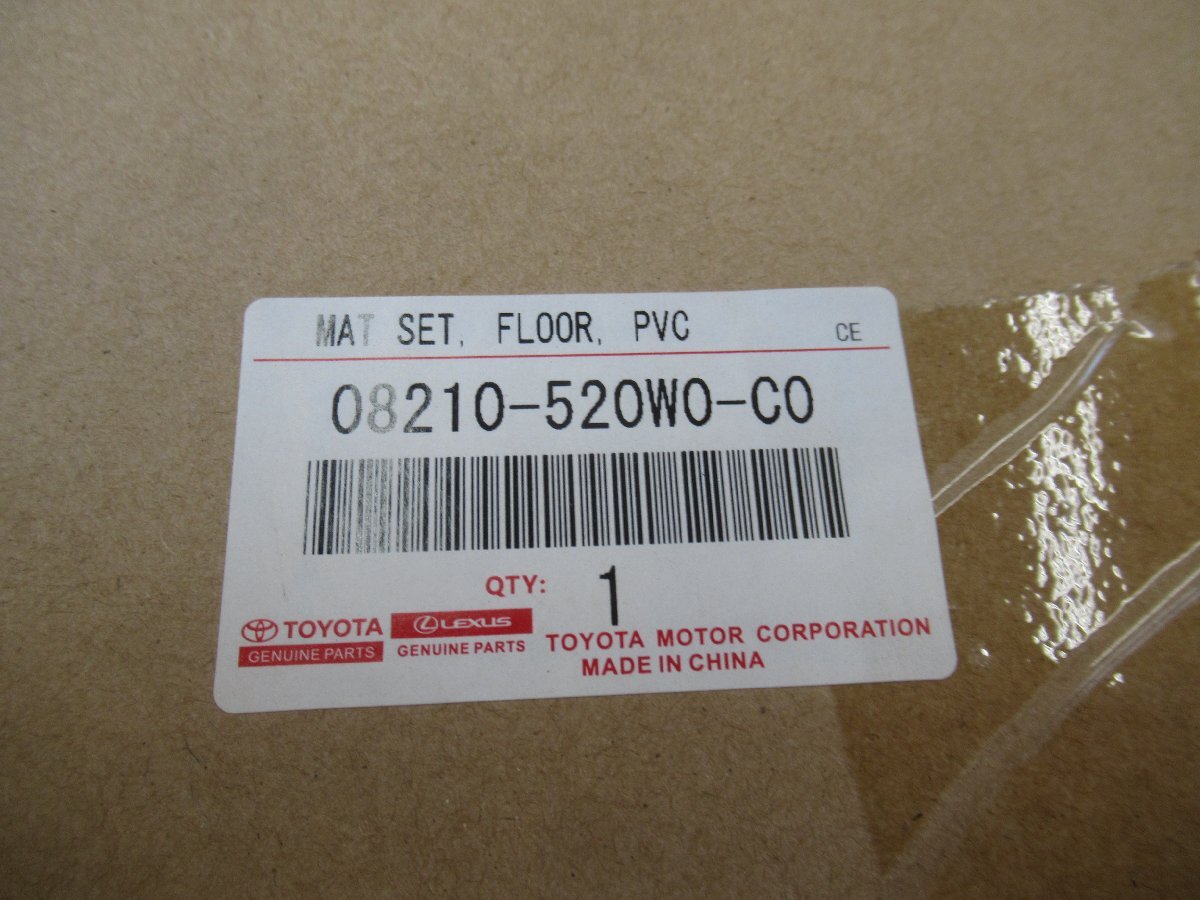 MAT SET, FLOOR, PVC CE
08210-520W0-C0
QTY: 1
TOYOTA LEXUS
GENUINE PARTS GENUINE PARTS
TOYOTA MOTOR CORPORATION
MADE IN CHINA